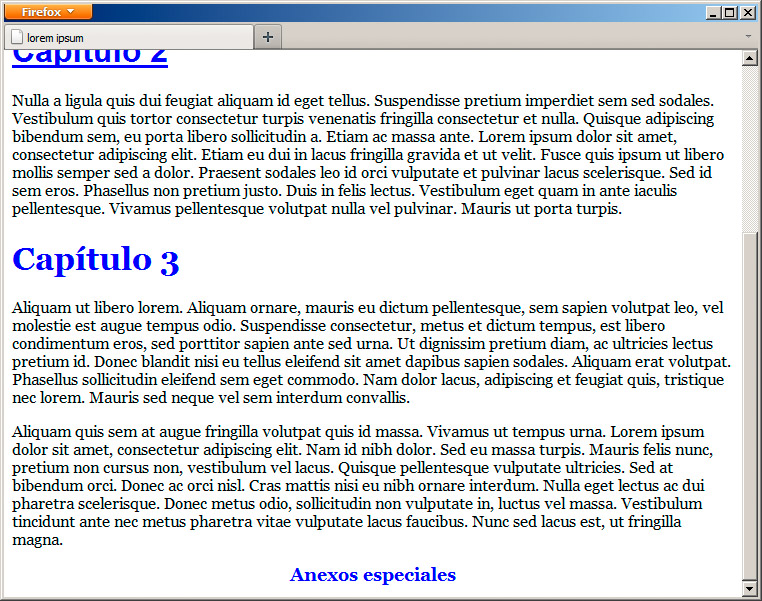 Firefox
lorem ipsum
Capítulo 2
Nulla a ligula quis dui feugiat aliquam id eget tellus. Suspendisse pretium imperdiet sem sed sodales.
Vestibulum quis tortor consectetur turpis venenatis fringilla consectetur et nulla. Quisque adipiscing
bibendum sem, eu porta libero sollicitudin a. Etiam ac massa ante. Lorem ipsum dolor sit amet,
consectetur adipiscing elit. Etiam eu dui in lacus fringilla gravida et ut velit. Fusce quis ipsum ut libero
mollis semper sed a dolor. Praesent sodales leo id orci vulputate et pulvinar lacus scelerisque. Sed id
sem eros. Phasellus non pretium justo. Duis in felis lectus. Vestibulum eget quam in ante iaculis
pellentesque. Vivamus pellentesque volutpat nulla vel pulvinar. Mauris ut porta turpis.
Capítulo 3
Aliquam ut libero lorem. Aliquam ornare, mauris eu dictum pellentesque, sem sapien volutpat leo, vel
molestie est augue tempus odio. Suspendisse consectetur, metus et dictum tempus, est libero
condimentum eros, sed porttitor sapien ante sed urna. Ut dignissim pretium diam, ac ultricies lectus
pretium id. Donec blandit nisi eu tellus eleifend sit amet dapibus sapien sodales. Aliquam erat volutpat.
Phasellus sollicitudin eleifend sem eget commodo. Nam dolor lacus, adipiscing et feugiat quis, tristique
nec lorem. Mauris sed neque vel sem interdum convallis.
Aliquam quis sem at augue fringilla volutpat quis id massa. Vivamus ut tempus urna. Lorem ipsum
dolor sit amet, consectetur adipiscing elit. Nam id nibh dolor. Sed eu massa turpis. Mauris felis nunc,
pretium non cursus non, vestibulum vel lacus. Quisque pellentesque vulputate ultricies. Sed at
bibendum orci. Donec ac orci nisl. Cras mattis nisi eu nibh ornare interdum. Nulla eget lectus ac dui
pharetra scelerisque. Donec metus odio, sollicitudin non vulputate in, luctus vel massa. Vestibulum
tincidunt ante nec metus pharetra vitae vulputate lacus faucibus. Nunc sed lacus est, ut fringilla
magna.
Anexos especiales